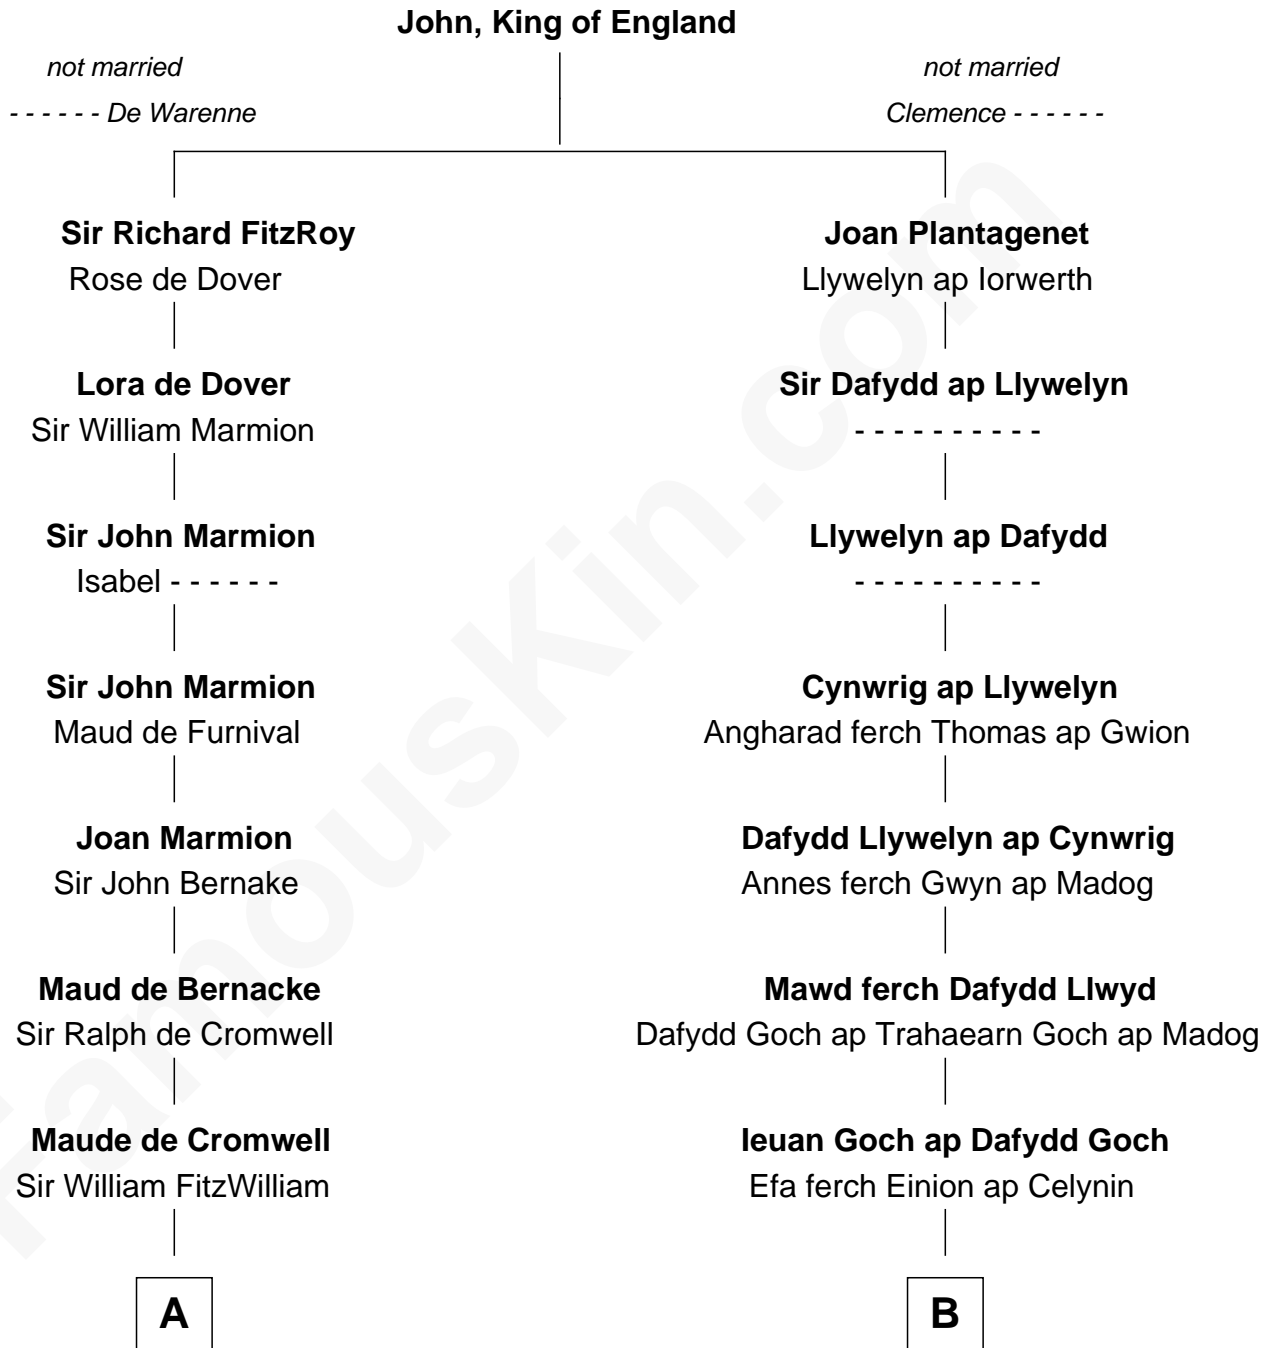 John, King of England
not married
- - - - - - De Warenne
not married
Clemence - - - - - -
Sir Richard FitzRoy
Rose de Dover
Joan Plantagenet
Llywelyn ap Iorwerth
Lora de Dover
Sir William Marmion
Sir Dafydd ap Llywelyn
- - - - - - - - - -
Sir John Marmion
Isabel - - - - - -
Llywelyn ap Dafydd
- - - - - - - - - -
Sir John Marmion
Maud de Furnival
Cynwrig ap Llywelyn
Angharad ferch Thomas ap Gwion
Joan Marmion
Sir John Bernake
Dafydd Llywelyn ap Cynwrig
Annes ferch Gwyn ap Madog
Maud de Bernacke
Sir Ralph de Cromwell
Mawd ferch Dafydd Llwyd
Dafydd Goch ap Trahaearn Goch ap Madog
Maude de Cromwell
Sir William FitzWilliam
Ieuan Goch ap Dafydd Goch
Efa ferch Einion ap Celynin
A
B
FamousKin.com